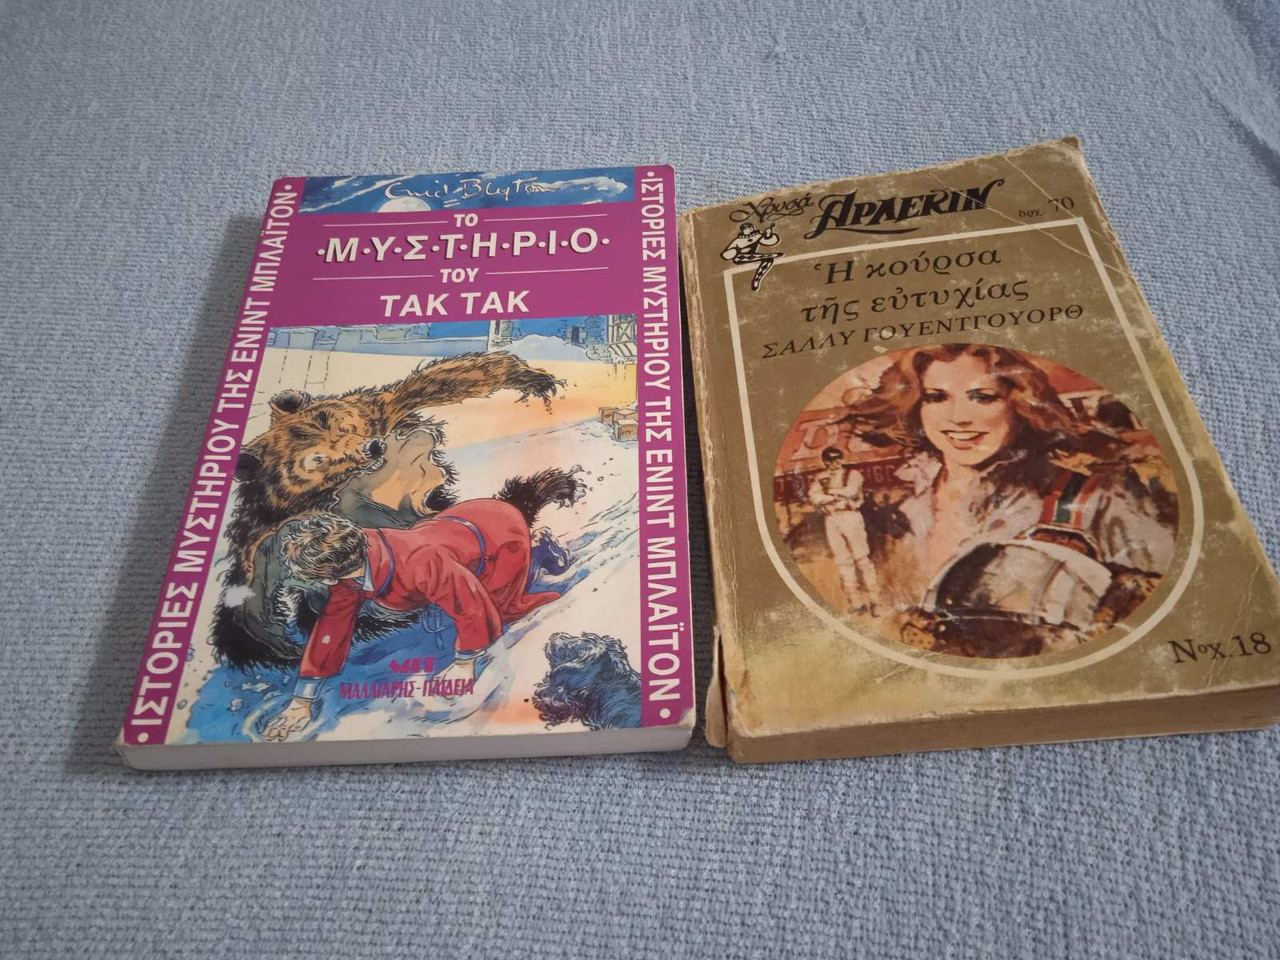 Enid Blyton
ΤΟ
·Μ·Υ·Σ·Τ·Η·Ρ·Ι·Ο·
ΤΟΥ
ΤΑΚ ΤΑΚ
·ΙΣΤΟΡΙΕΣ ΜΥΣΤΗΡΙΟΥ ΤΗΣ ΕΝΙΝΤ ΜΠΛΑΪΤΟΝ·
·ΙΣΤΟΡΙΕΣ ΜΥΣΤΗΡΙΟΥ ΤΗΣ ΕΝΙΝΤ ΜΠΛΑΪΤΟΝ·
ΜΑΛΛΙΑΡΗΣ-ΠΑΙΔΕΙΑ
Χρυσά ΑΡΛΕΚΙΝ
δρχ. 70
Ἡ κούρσα
τῆς εὐτυχίας
ΣΑΛΛΥ ΓΟΥΕΝΤΓΟΥΟΡΘ
Νοχ. 18